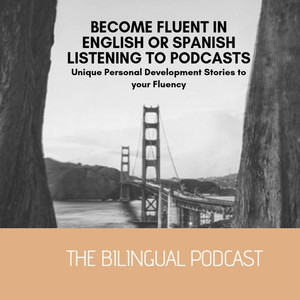 BECOME FLUENT IN
ENGLISH OR SPANISH
LISTENING TO PODCASTS
Unique Personal Development Stories to
your Fluency
THE BILINGUAL PODCAST